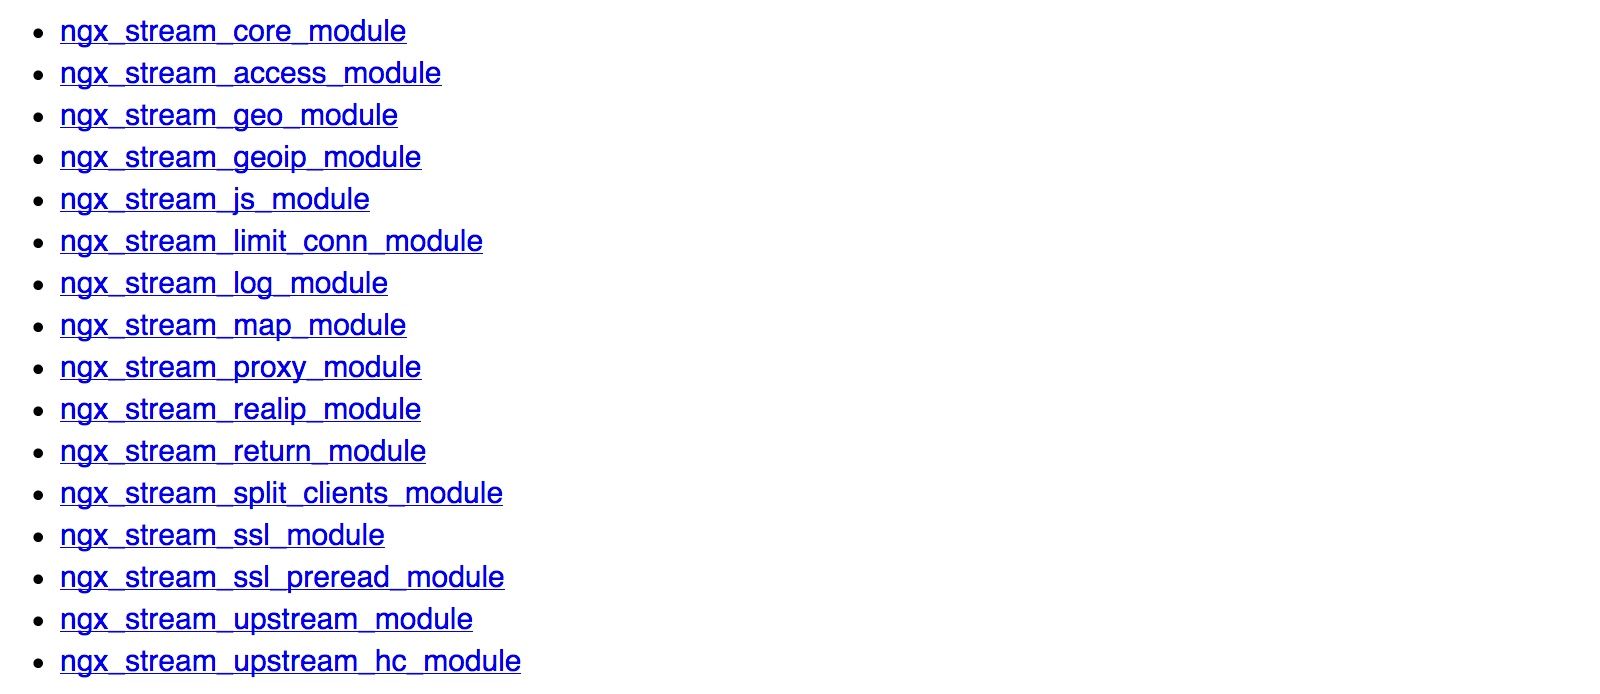 ngx_stream_core_module
ngx_stream_access_module
ngx_stream_geo_module
ngx_stream_geoip_module
ngx_stream_js_module
ngx_stream_limit_conn_module
ngx_stream_log_module
ngx_stream_map_module
ngx_stream_proxy_module
ngx_stream_realip_module
ngx_stream_return_module
ngx_stream_split_clients_module
ngx_stream_ssl_module
ngx_stream_ssl_preread_module
ngx_stream_upstream_module
ngx_stream_upstream_hc_module